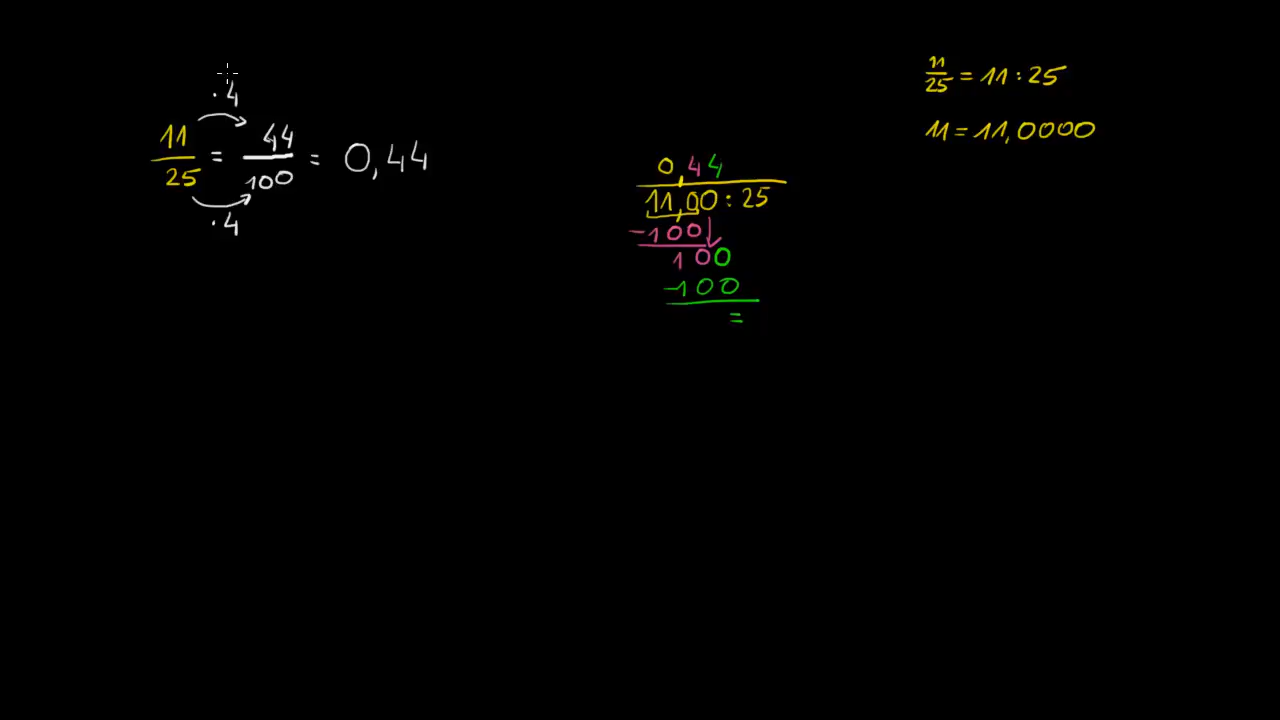 ·4
11/25 = 44/100 = 0,44
·4
0,44
11,00 : 25
-100
100
-100
=
11/25 = 11 : 25
11 = 11,0000